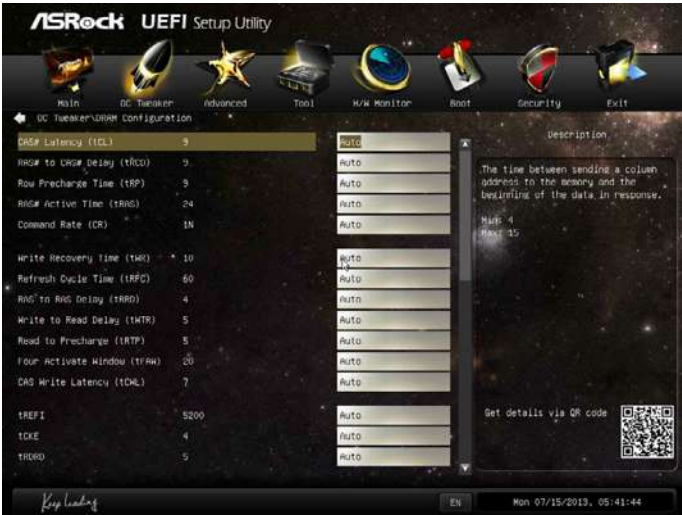 ASRock UEFI Setup Utility
Main OC Tweaker Advanced Tool H/W Monitor Boot Security Exit
OC Tweaker\DRAM Configuration
Description
CAS# Latency (tCL) 9 Auto
RAS# to CAS# Delay (tRCD) 9 Auto
Row Precharge Time (tRP) 9 Auto
RAS# Active Time (tRAS) 24 Auto
Command Rate (CR) 1N Auto
Write Recovery Time (tWR) 10 Auto
Refresh Cycle Time (tRFC) 60 Auto
RAS to RAS Delay (tRRD) 4 Auto
Write to Read Delay (tWTR) 5 Auto
Read to Precharge (tRTP) 5 Auto
Four Activate Window (tFAW) 20 Auto
CAS Write Latency (tCWL) 7 Auto
tREFI 5200 Auto
tCKE 4 Auto
tRDRD 5 Auto
The time between sending a column
address to the memory and the
beginning of the data in response.
Min: 4
Max: 15
Get details via QR code
Keep Leading
EN
Mon 07/15/2013, 05:41:44